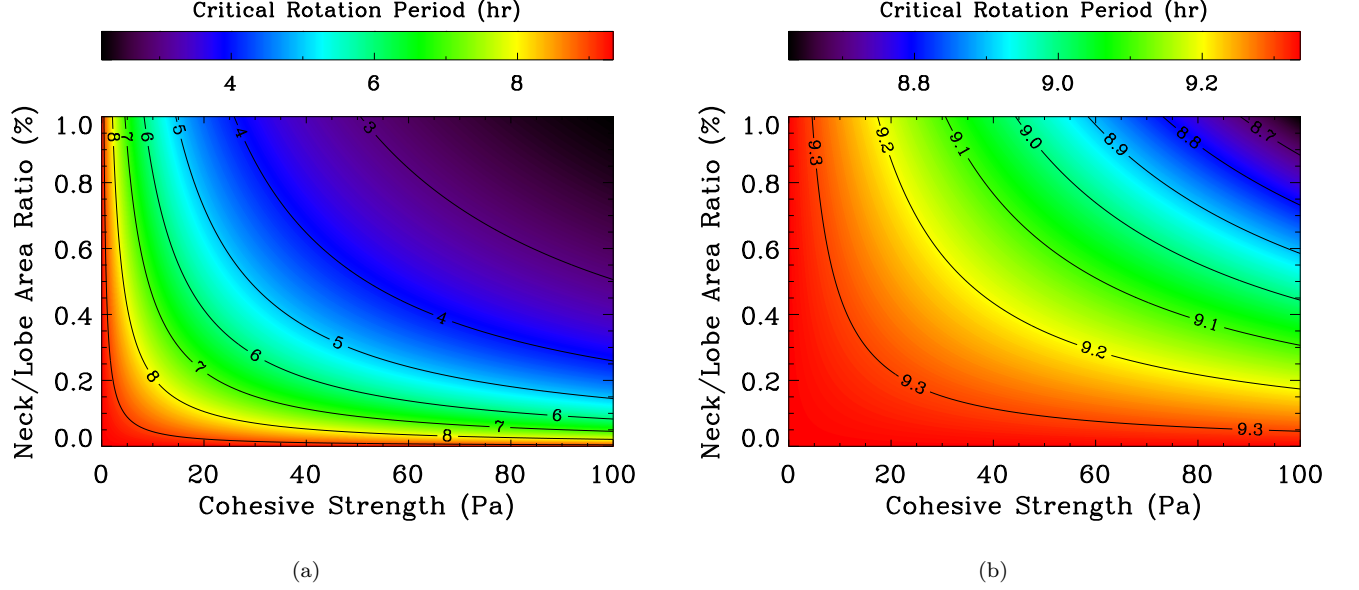 Critical Rotation Period (hr)
4 6 8
Neck/Lobe Area Ratio (%)
1.0
0.8
0.6
0.4
0.2
0.0
8 7 6 5 4 3
4
5
6
7
8
6
7
8
0 20 40 60 80 100
Cohesive Strength (Pa)
(a)
Critical Rotation Period (hr)
8.8 9.0 9.2
Neck/Lobe Area Ratio (%)
1.0
0.8
0.6
0.4
0.2
0.0
9.3 9.2 9.1 9.0 8.9 8.8 8.7
9.1
9.2
9.3
9.3
0 20 40 60 80 100
Cohesive Strength (Pa)
(b)